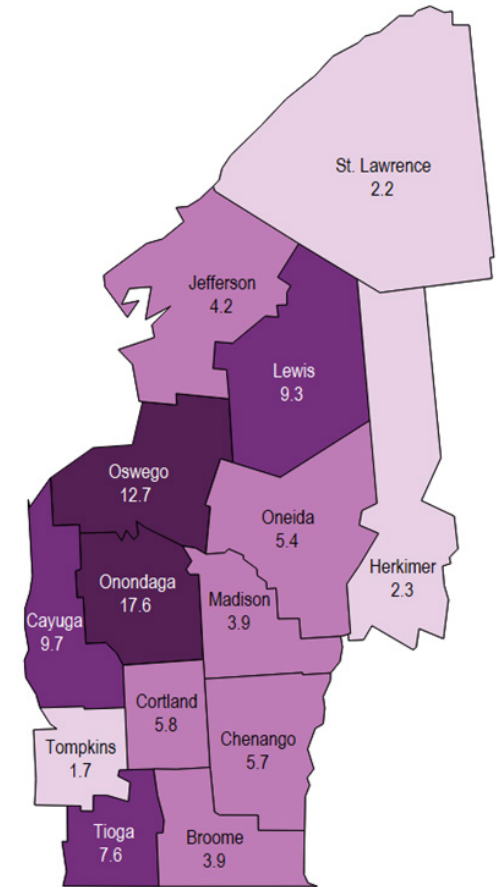 St. Lawrence
2.2
Jefferson
4.2
Lewis
9.3
Oswego
12.7
Oneida
5.4
Herkimer
2.3
Onondaga
17.6
Madison
3.9
Cayuga
9.7
Cortland
5.8
Chenango
5.7
Tompkins
1.7
Tioga
7.6
Broome
3.9